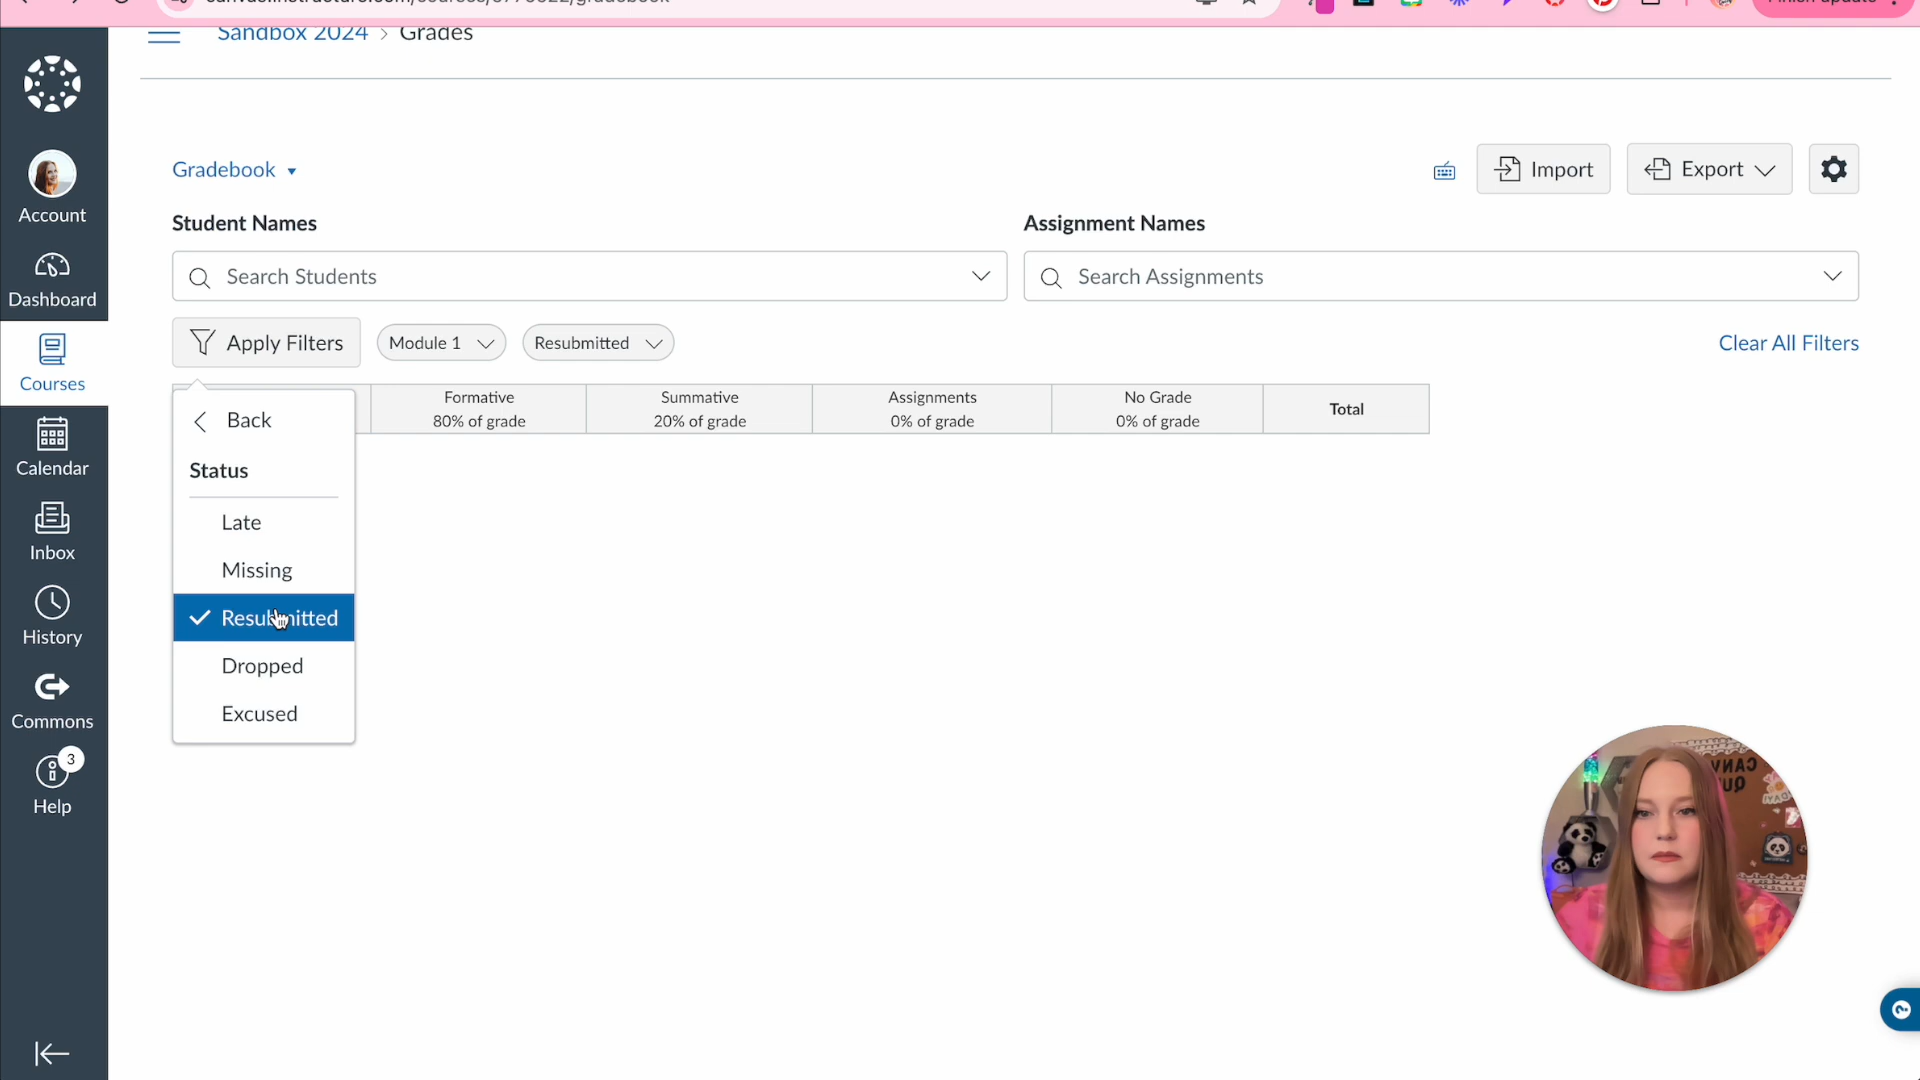 Sandbox 2024 > Grades
Account
Dashboard
Courses
Calendar
Inbox
History
Commons
3
Help
Gradebook
Import
Export
Student Names
Assignment Names
Search Students
Search Assignments
Apply Filters
Module 1
Resubmitted
Clear All Filters
Formative
80% of grade
Summative
20% of grade
Assignments
0% of grade
No Grade
0% of grade
Total
Back
Status
Late
Missing
Resubmitted
Dropped
Excused